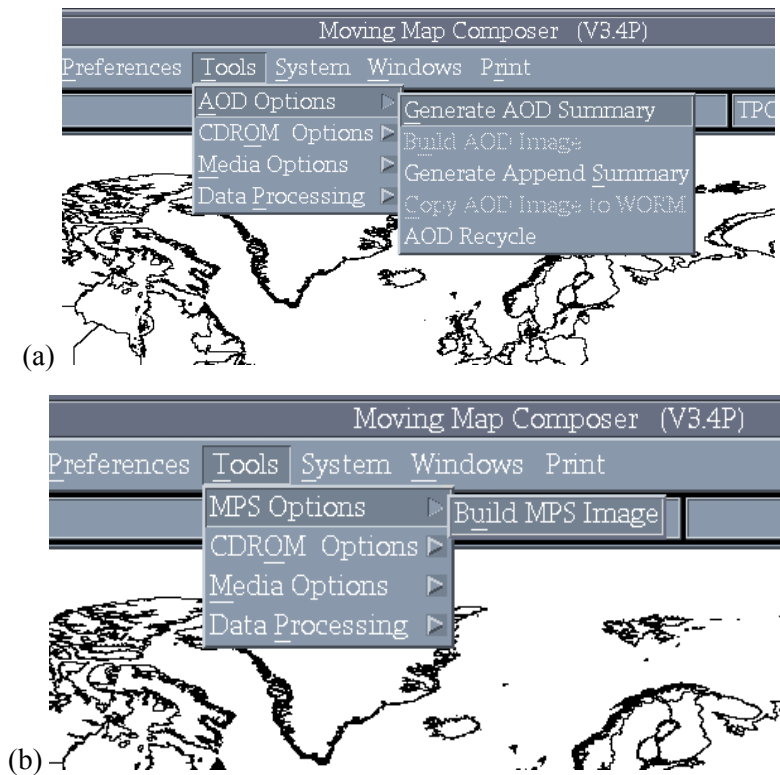 Moving Map Composer (V3.4P)
Preferences Tools System Windows Print
AOD Options
Generate AOD Summary
TPC
CDROM Options
Build AOD Image
Media Options
Generate Append Summary
Data Processing
Copy AOD Image to WORM
AOD Recycle
(a)
Moving Map Composer (V3.4P)
Preferences Tools System Windows Print
MPS Options
Build MPS Image
CDROM Options
Media Options
Data Processing
(b)